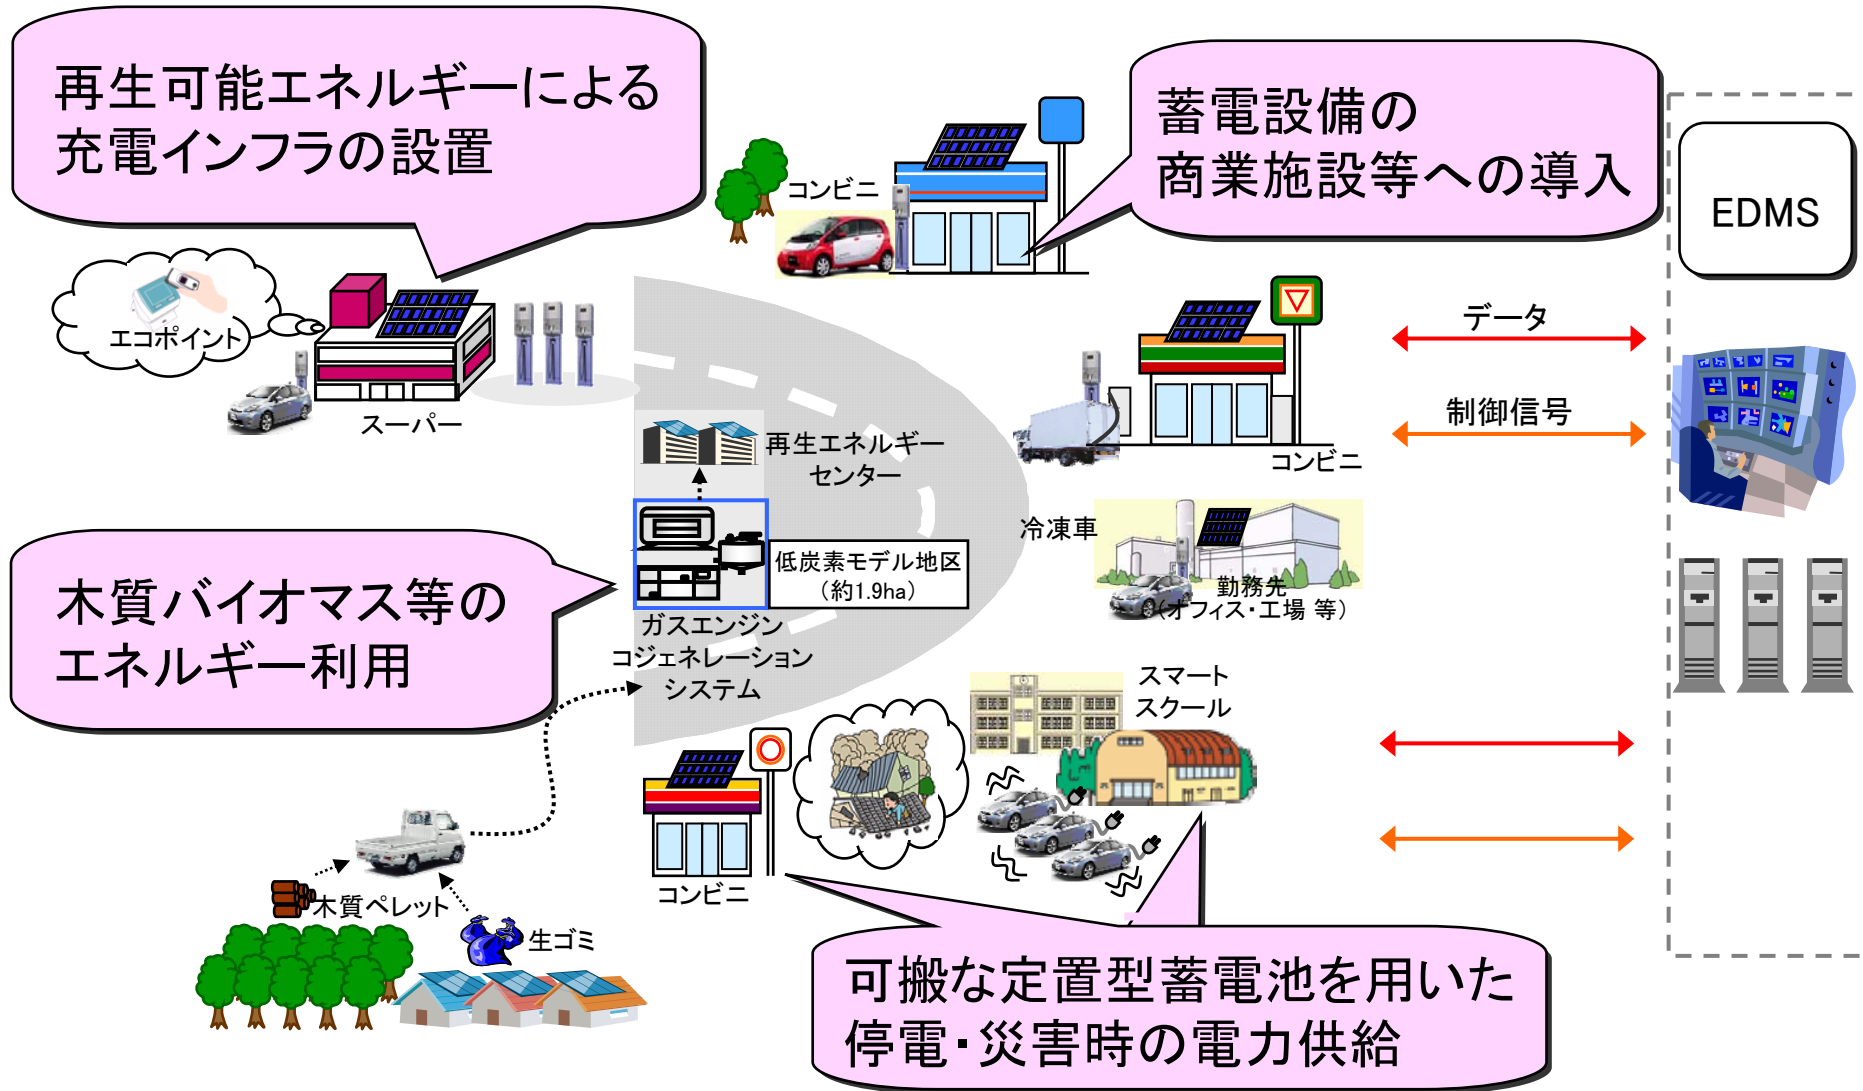 再生可能エネルギーによる
充電インフラの設置
蓄電設備の
商業施設等への導入
EDMS
コンビニ
エコポイント
スーパー
データ
制御信号
コンビニ
再生エネルギー
センター
冷凍車
低炭素モデル地区
（約1.9ha）
勤務先
（オフィス・工場 等）
木質バイオマス等の
エネルギー利用
ガスエンジン
コジェネレーション
システム
スマート
スクール
コンビニ
木質ペレット
生ゴミ
可搬な定置型蓄電池を用いた
停電・災害時の電力供給